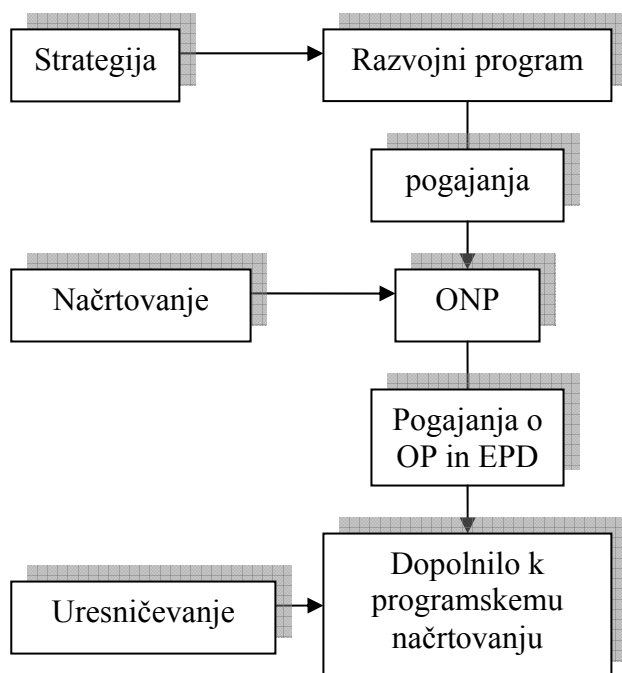 Strategija
Razvojni program
pogajanja
Načrtovanje
ONP
Pogajanja o
OP in EPD
Uresničevanje
Dopolnilo k
programskemu
načrtovanju